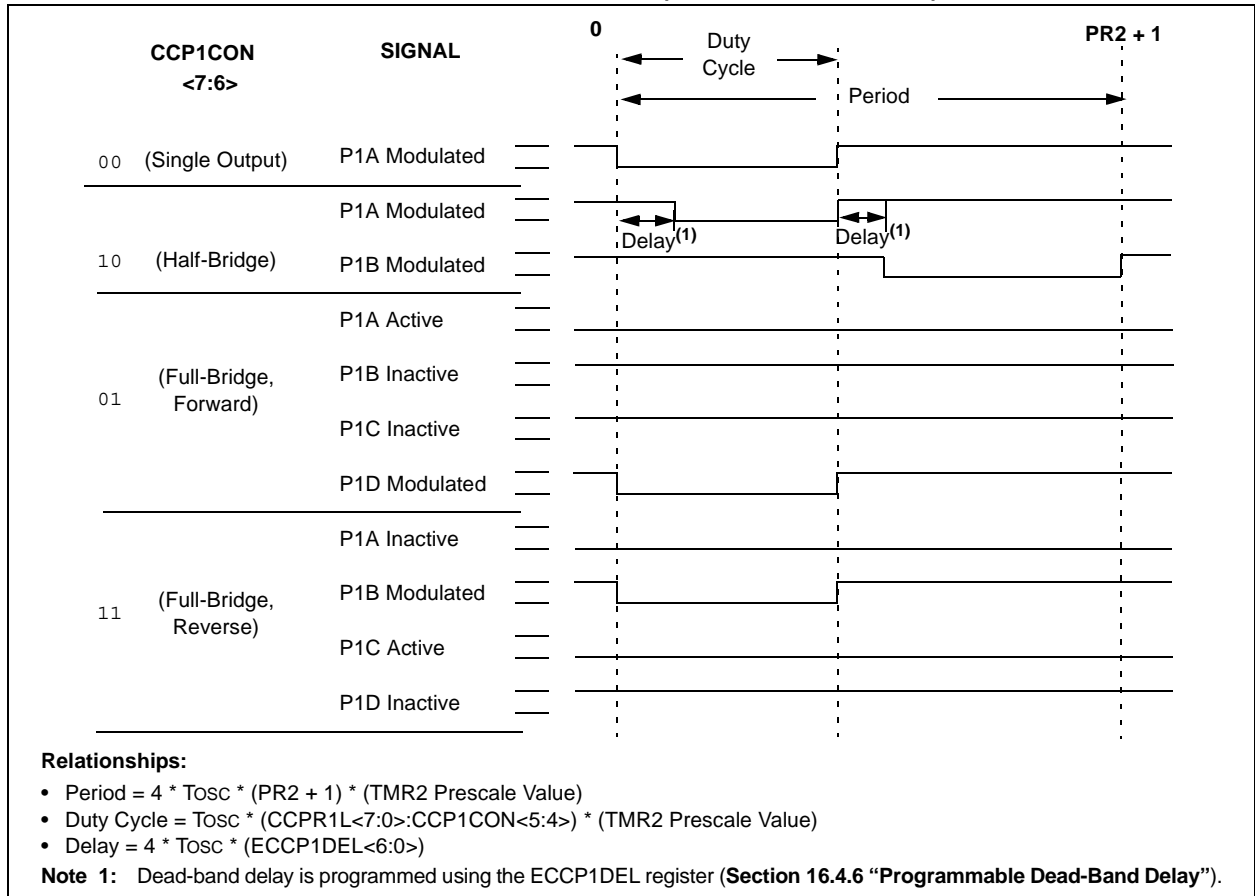 0 Duty Cycle PR2 + 1
CCP1CON <7:6> SIGNAL
Period
00 (Single Output) P1A Modulated
P1A Modulated
Delay(1) Delay(1)
10 (Half-Bridge) P1B Modulated
P1A Active
01 (Full-Bridge, Forward) P1B Inactive
P1C Inactive
P1D Modulated
P1A Inactive
11 (Full-Bridge, Reverse) P1B Modulated
P1C Active
P1D Inactive
Relationships:
• Period = 4 * TOSC * (PR2 + 1) * (TMR2 Prescale Value)
• Duty Cycle = TOSC * (CCPR1L<7:0>:CCP1CON<5:4>) * (TMR2 Prescale Value)
• Delay = 4 * TOSC * (ECCP1DEL<6:0>)
Note 1: Dead-band delay is programmed using the ECCP1DEL register (Section 16.4.6 “Programmable Dead-Band Delay”).